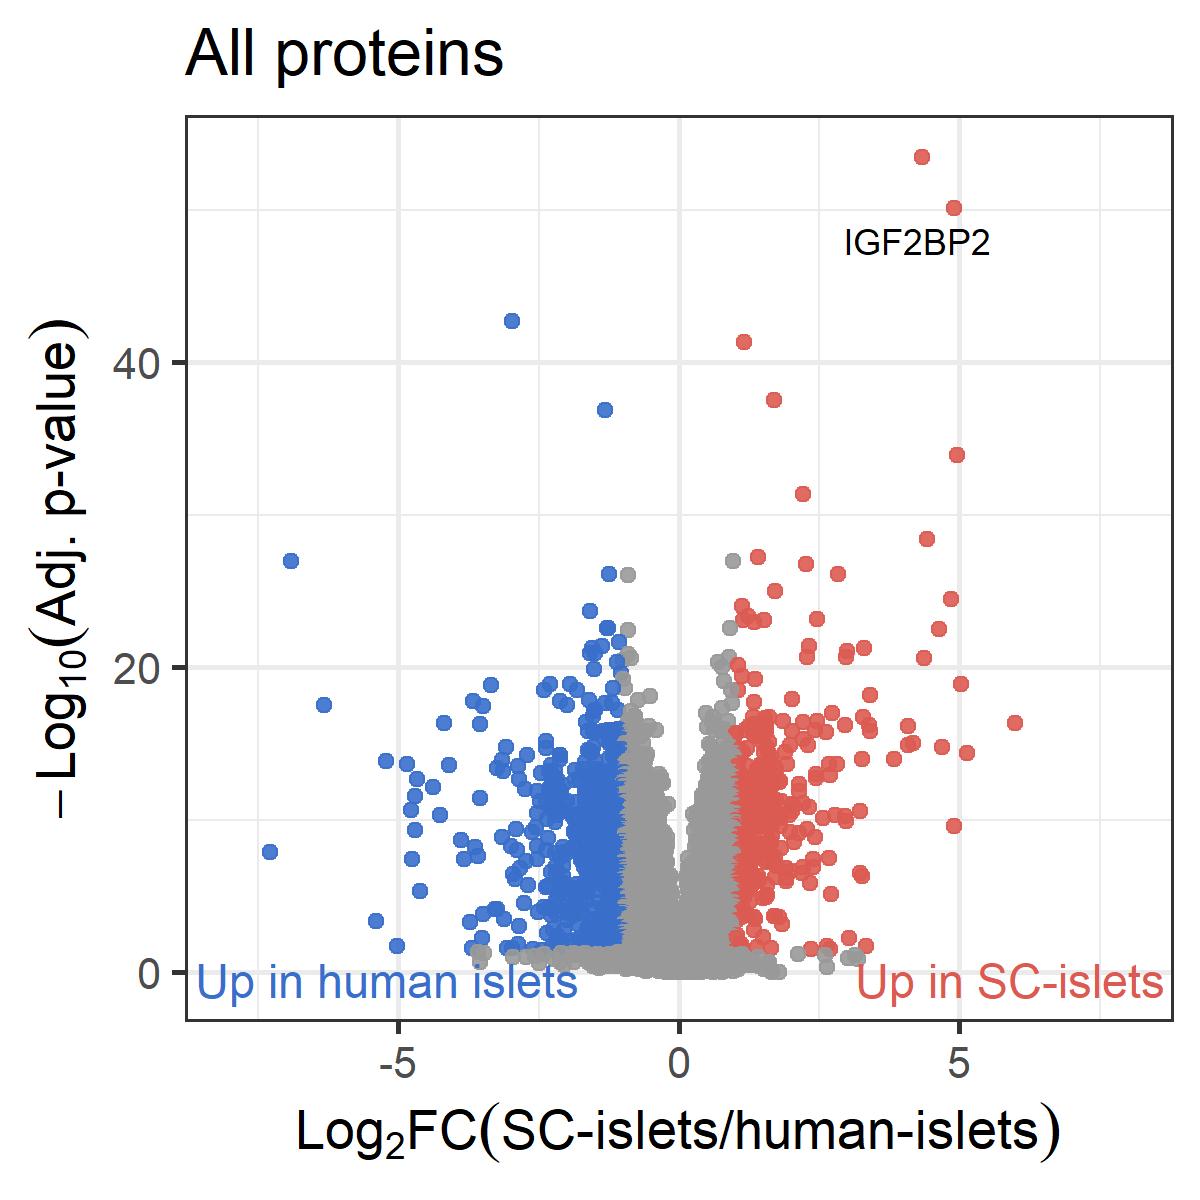 All proteins
−Log₁₀(Adj. p-value)
40
20
0
IGF2BP2
Up in human islets
Up in SC-islets
-5
0
5
Log₂FC(SC-islets/human-islets)